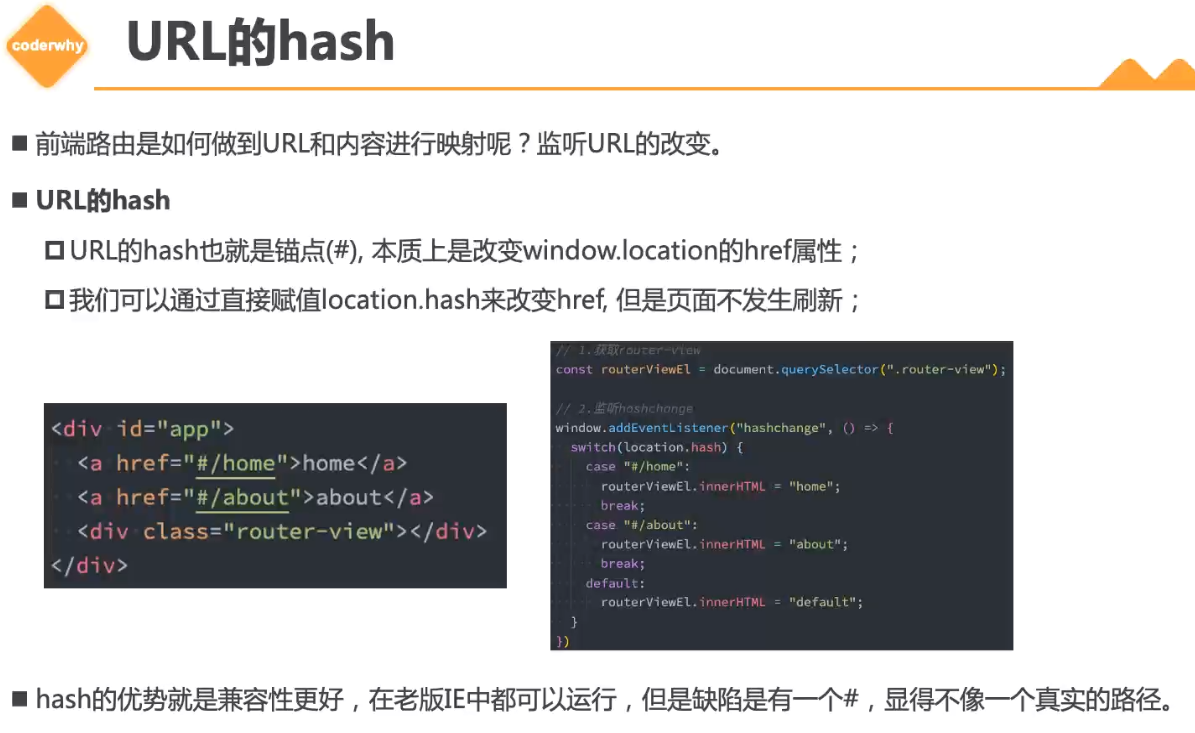 coderwhy
URL的hash
前端路由是如何做到URL和内容进行映射呢？监听URL的改变。
URL的hash
URL的hash也就是锚点(#), 本质上是改变window.location的href属性；
我们可以通过直接赋值location.hash来改变href, 但是页面不发生刷新；
<div id="app">
  <a href="#/home">home</a>
  <a href="#/about">about</a>
  <div class="router-view"></div>
</div>
// 1.获取router-view
const routerViewEl = document.querySelector(".router-view");
// 2.监听hashchange
window.addEventListener("hashchange", () => {
  switch(location.hash) {
    case "#/home":
      routerViewEl.innerHTML = "home";
      break;
    case "#/about":
      routerViewEl.innerHTML = "about";
      break;
    default:
      routerViewEl.innerHTML = "default";
  }
})
hash的优势就是兼容性更好，在老版IE中都可以运行，但是缺陷是有一个#，显得不像一个真实的路径。